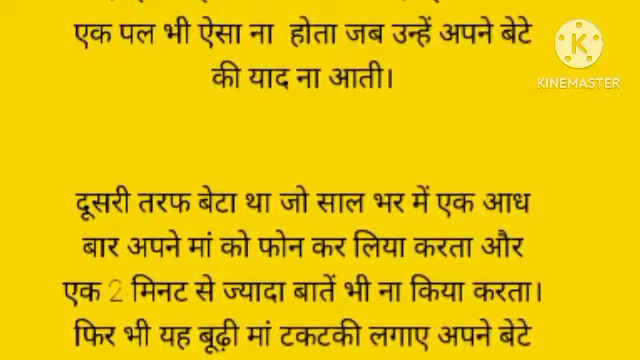 एक पल भी ऐसा ना होता जब उन्हें अपने बेटे
की याद ना आती।
K
KINEMASTER
दूसरी तरफ बेटा था जो साल भर में एक आध
बार अपने मां को फोन कर लिया करता और
एक 2 मिनट से ज्यादा बातें भी ना किया करता।
फिर भी यह बूढ़ी मां टकटकी लगाए अपने बेटे